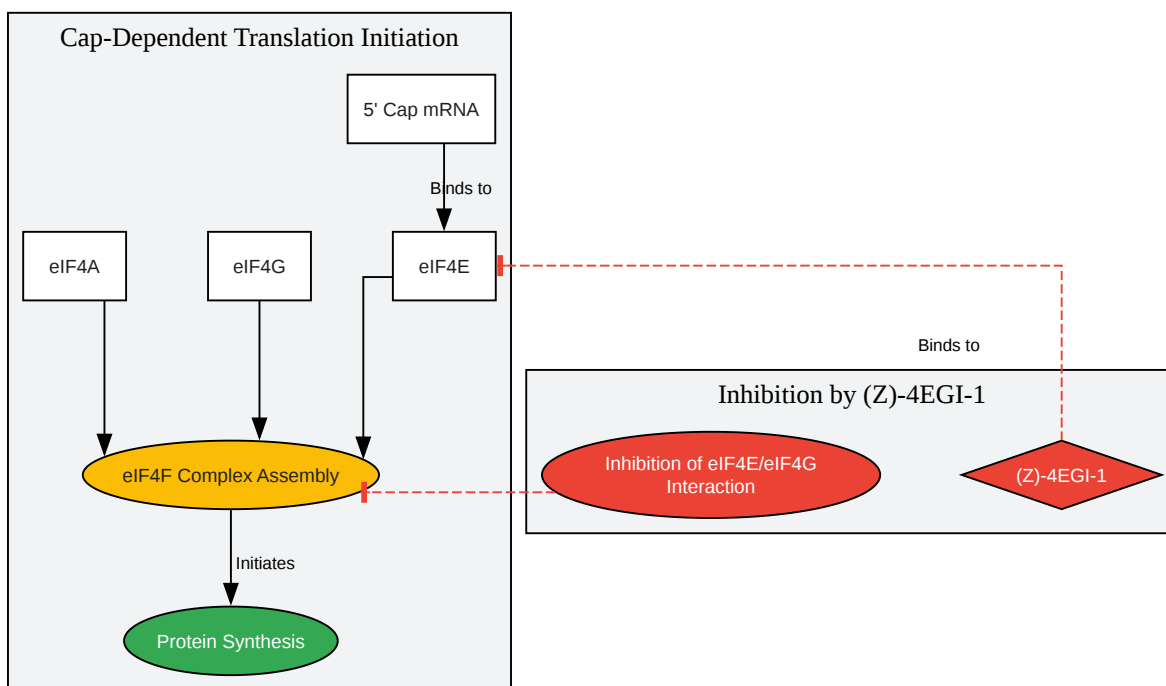 Cap-Dependent Translation Initiation
5' Cap mRNA
Binds to
eIF4A
eIF4G
eIF4E
Binds to
Inhibition by (Z)-4EGI-1
eIF4F Complex Assembly
Inhibition of eIF4E/eIF4G
Interaction
(Z)-4EGI-1
Initiates
Protein Synthesis